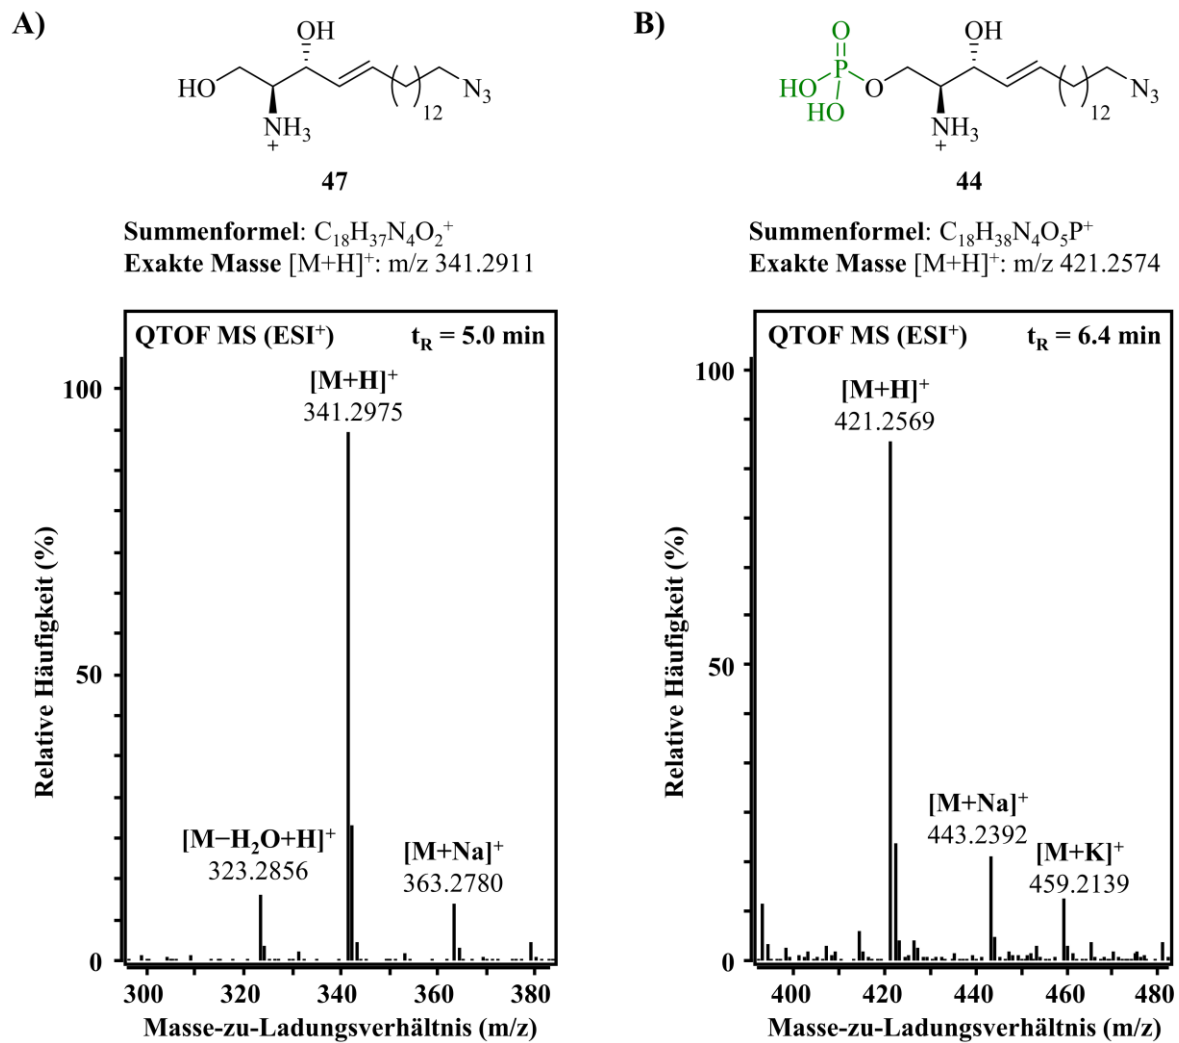 A)
OH
HO
NH₃
+
12
N₃
47
Summenformel: C₁₈H₃₇N₄O₂⁺
Exakte Masse [M+H]⁺: m/z 341.2911
QTOF MS (ESI⁺) tR = 5.0 min
[M+H]⁺
341.2975
[M−H₂O+H]⁺
323.2856
[M+Na]⁺
363.2780
100
50
0
Relative Häufigkeit (%)
300 320 340 360 380
Masse-zu-Ladungsverhältnis (m/z)
B)
O
P
HO
HO
O
OH
NH₃
+
12
N₃
44
Summenformel: C₁₈H₃₈N₄O₅P⁺
Exakte Masse [M+H]⁺: m/z 421.2574
QTOF MS (ESI⁺) tR = 6.4 min
[M+H]⁺
421.2569
[M+Na]⁺
443.2392
[M+K]⁺
459.2139
100
50
0
Relative Häufigkeit (%)
400 420 440 460 480
Masse-zu-Ladungsverhältnis (m/z)